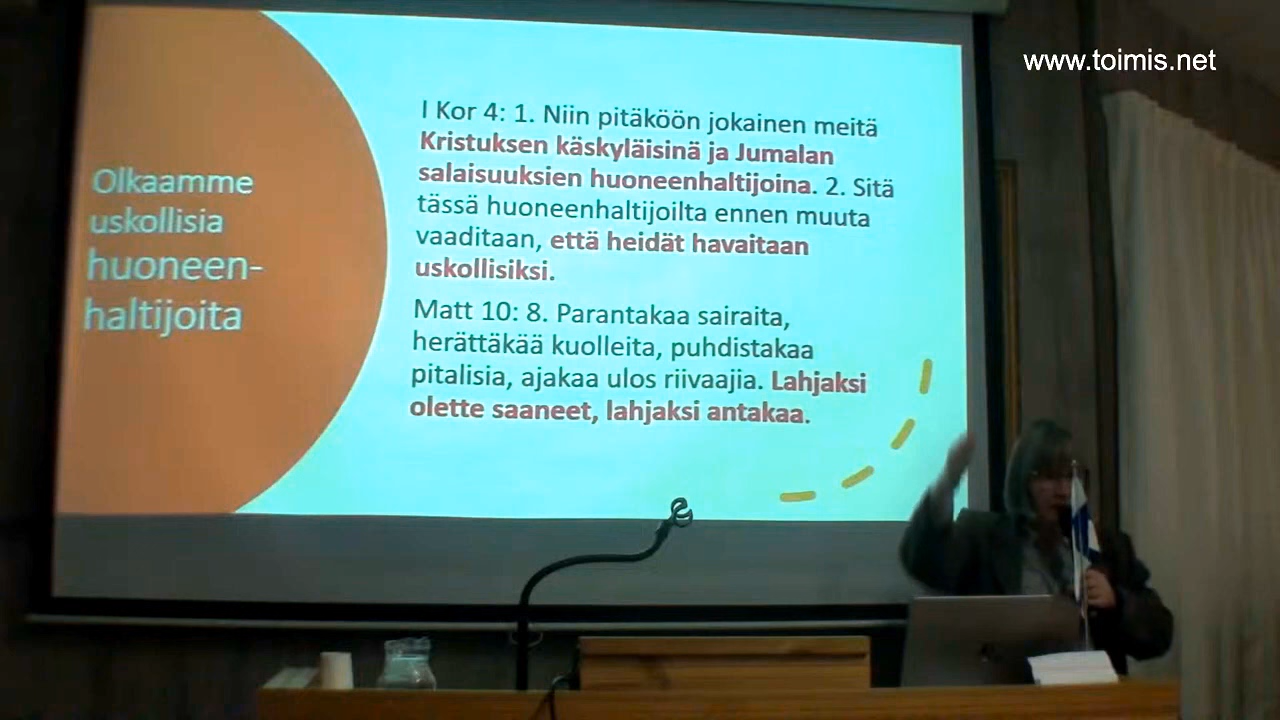 www.toimis.net
Olkaamme
uskollisia
huoneen-
haltijoita
I Kor 4: 1. Niin pitäköön jokainen meitä
Kristuksen käskyläisinä ja Jumalan
salaisuuksien huoneenhaltijoina. 2. Sitä
tässä huoneenhaltijoilta ennen muuta
vaaditaan, että heidät havaitaan
uskollisiksi.
Matt 10: 8. Parantakaa sairaita,
herättäkää kuolleita, puhdistakaa
pitalisia, ajakaa ulos riivaajia. Lahjaksi
olette saaneet, lahjaksi antakaa.